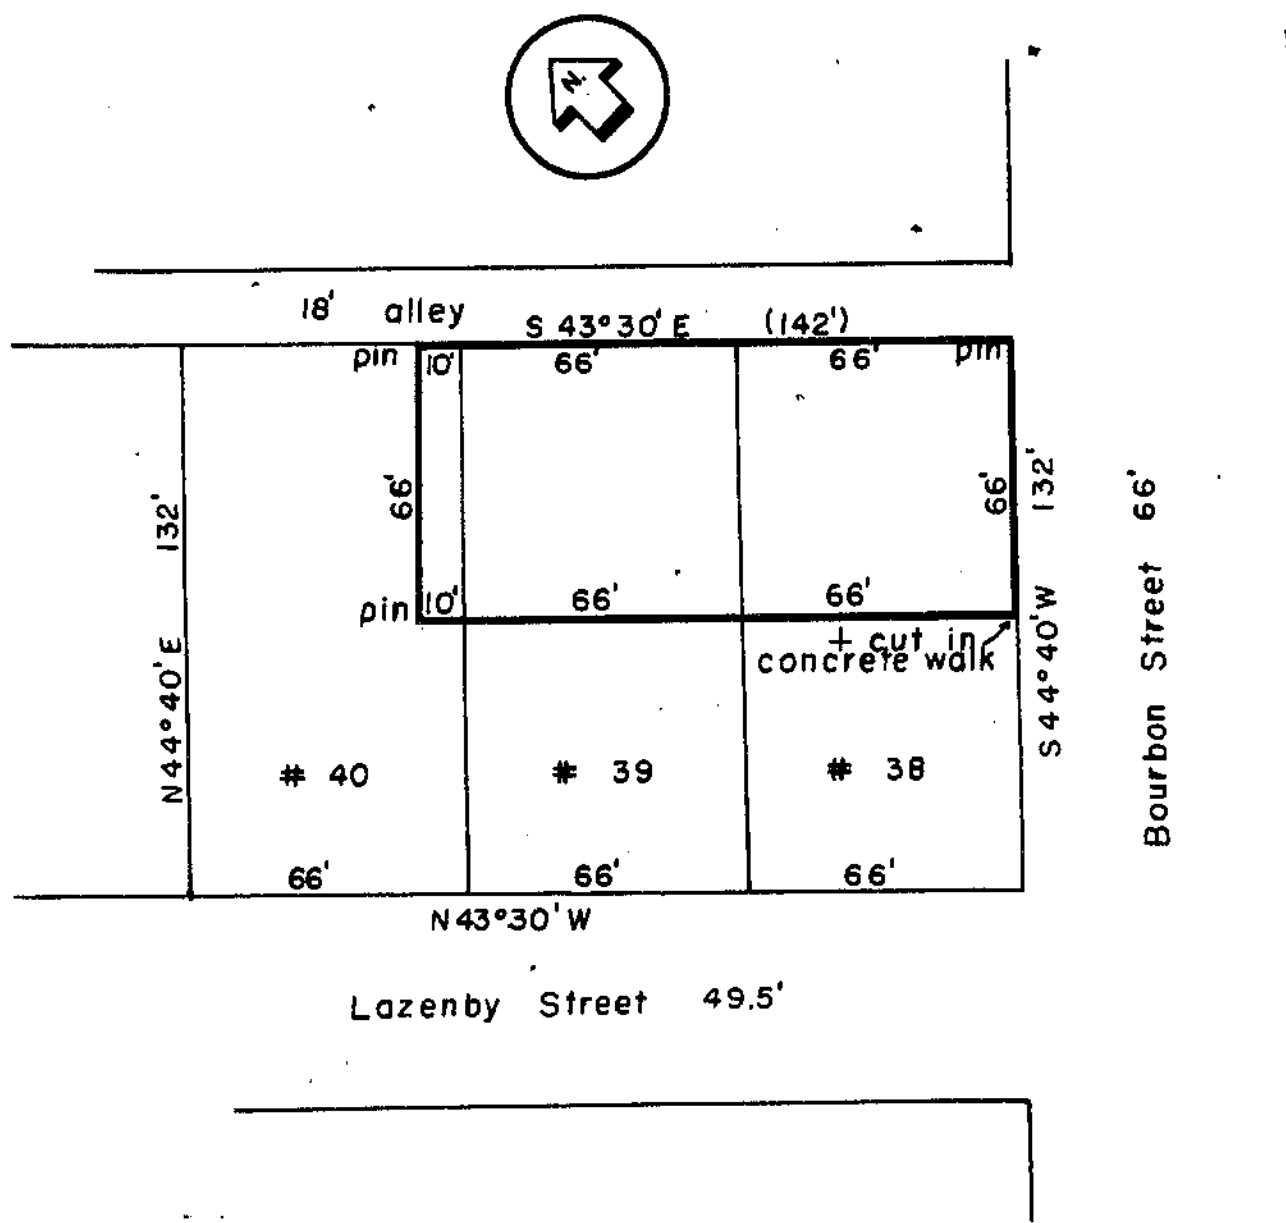 N.
18' alley
S 43°30' E (142')
pin 10' 66' 66' pin
66'
66'
132'
132'
Bourbon Street 66'
N44°40'E
S44°40'W
pin 10' 66' 66'
+ cut in
concrete walk
# 40 # 39 # 38
66' 66' 66'
N43°30'W
Lazenby Street 49.5'